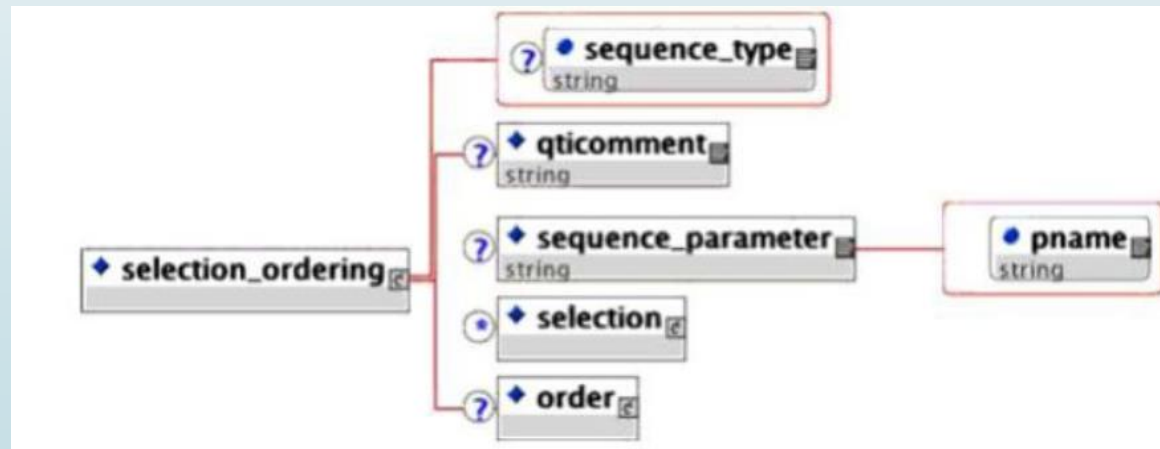 ? sequence_type
string
? qticomment
string
? sequence_parameter
string
pname
string
selection_ordering
* selection
? order